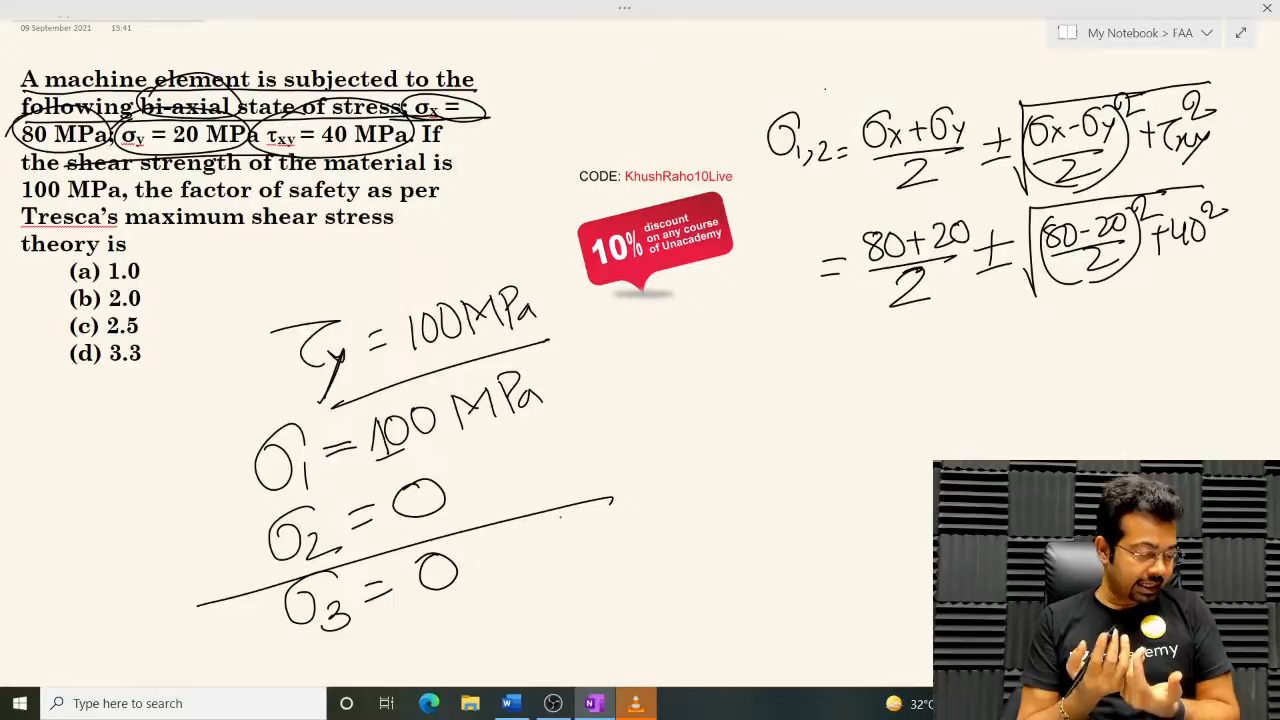 09 September 2021 13:41
My Notebook > FAA
A machine element is subjected to the
following bi-axial state of stress; σx =
80 MPa; σy = 20 MPa τxy = 40 MPa. If
the shear strength of the material is
100 MPa, the factor of safety as per
Tresca's maximum shear stress
theory is
(a) 1.0
(b) 2.0
(c) 2.5
(d) 3.3
CODE: KhushRaho10Live
10% discount
on any course
of Unacademy
σ1,2 = σx+σy/2 ± √(σx-σy/2)² + τxy²
= 80+20/2 ± √(80-20/2)² + 40²
τy = 100 MPa
σ1 = 100 MPa
σ2 = 0
σ3 = 0
Type here to search
32°C